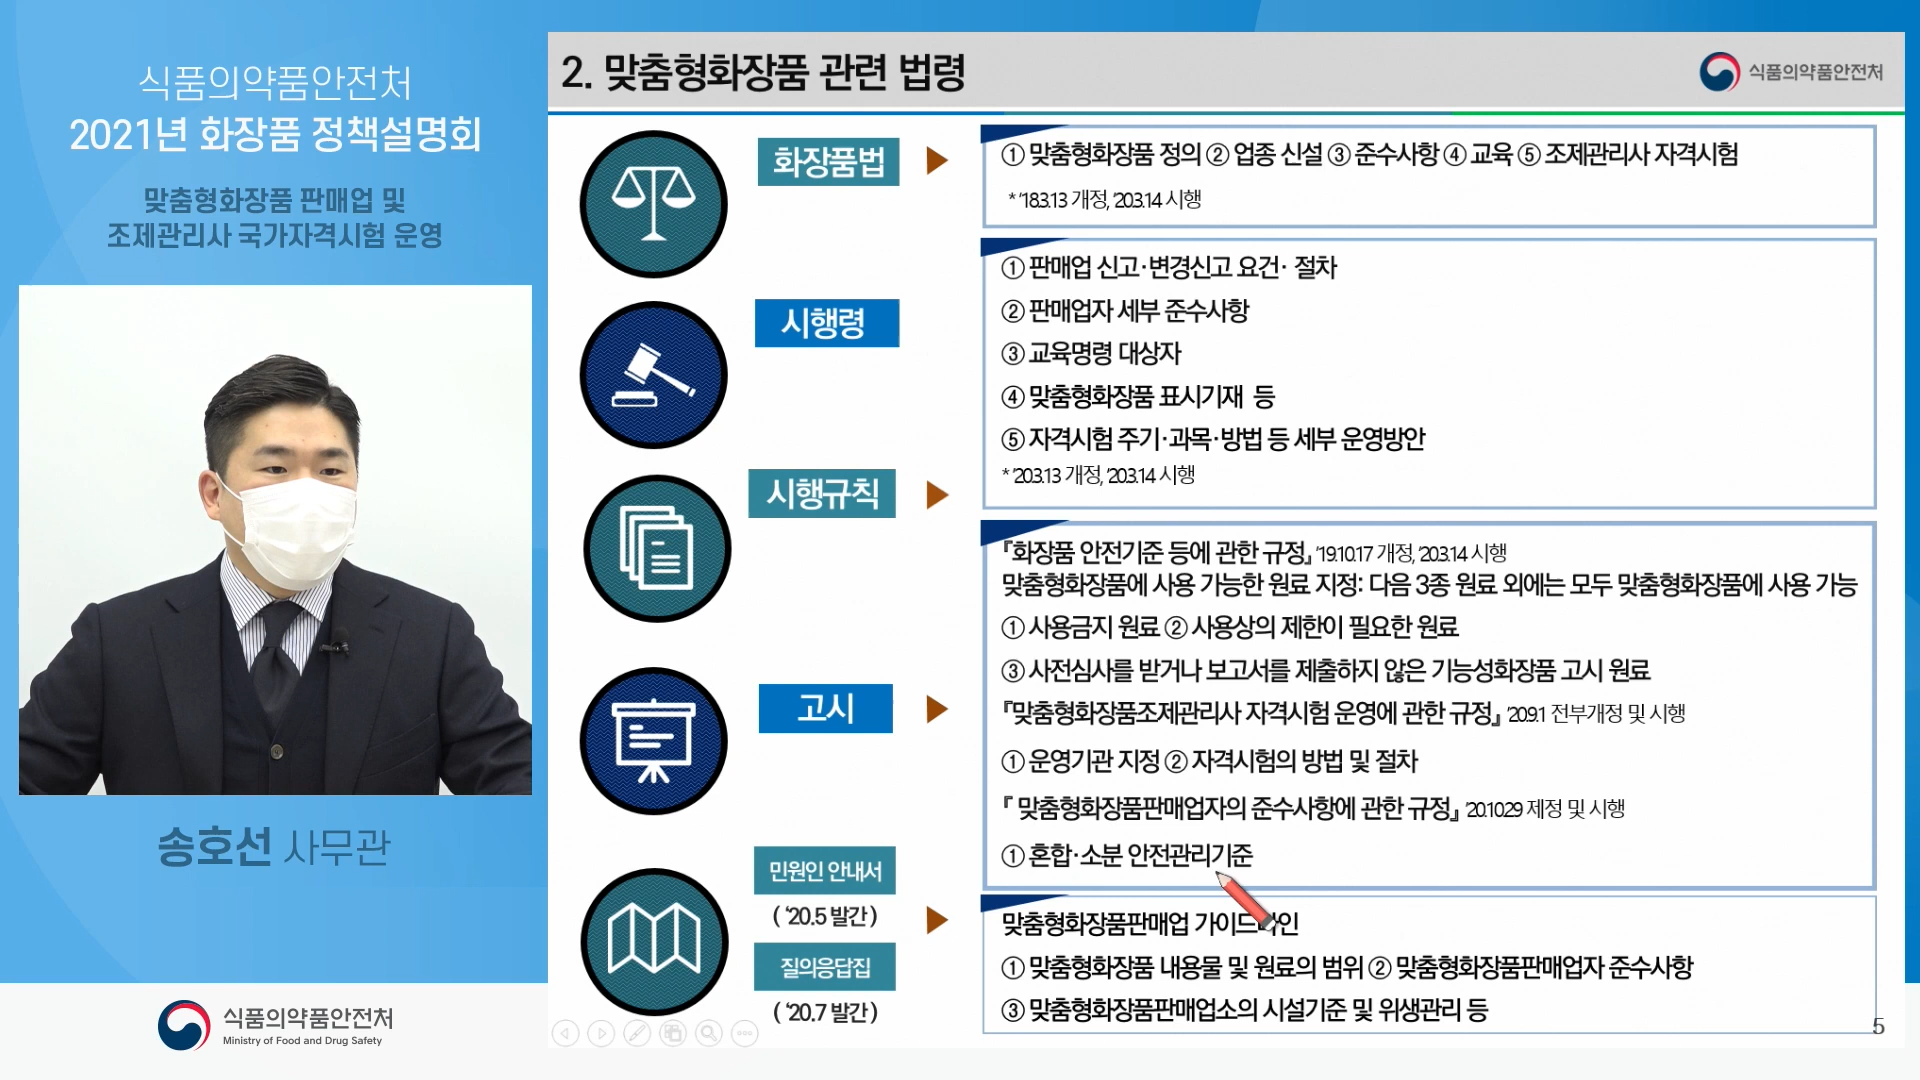 식품의약품안전처
2021년 화장품 정책설명회
맞춤형화장품 판매업 및
조제관리사 국가자격시험 운영
송호선 사무관
식품의약품안전처
Ministry of Food and Drug Safety
2. 맞춤형화장품 관련 법령
식품의약품안전처
화장품법
① 맞춤형화장품 정의 ② 업종 신설 ③ 준수사항 ④ 교육 ⑤ 조제관리사 자격시험
* '18.3.13 개정, '20.3.14 시행
시행령
시행규칙
① 판매업 신고·변경신고 요건· 절차
② 판매업자 세부 준수사항
③ 교육명령 대상자
④ 맞춤형화장품 표시기재 등
⑤ 자격시험 주기·과목·방법 등 세부 운영방안
* '20.3.13 개정, '20.3.14 시행
고시
『화장품 안전기준 등에 관한 규정』 '19.10.17 개정, '20.3.14 시행
맞춤형화장품에 사용 가능한 원료 지정: 다음 3종 원료 외에는 모두 맞춤형화장품에 사용 가능
① 사용금지 원료 ② 사용상의 제한이 필요한 원료
③ 사전심사를 받거나 보고서를 제출하지 않은 기능성화장품 고시 원료
『맞춤형화장품조제관리사 자격시험 운영에 관한 규정』 '20.9.1 전부개정 및 시행
① 운영기관 지정 ② 자격시험의 방법 및 절차
『 맞춤형화장품판매업자의 준수사항에 관한 규정』 '20.10.29 제정 및 시행
① 혼합·소분 안전관리기준
민원인 안내서
( '20.5 발간 )
질의응답집
( '20.7 발간 )
맞춤형화장품판매업 가이드라인
① 맞춤형화장품 내용물 및 원료의 범위 ② 맞춤형화장품판매업자 준수사항
③ 맞춤형화장품판매업소의 시설기준 및 위생관리 등
5